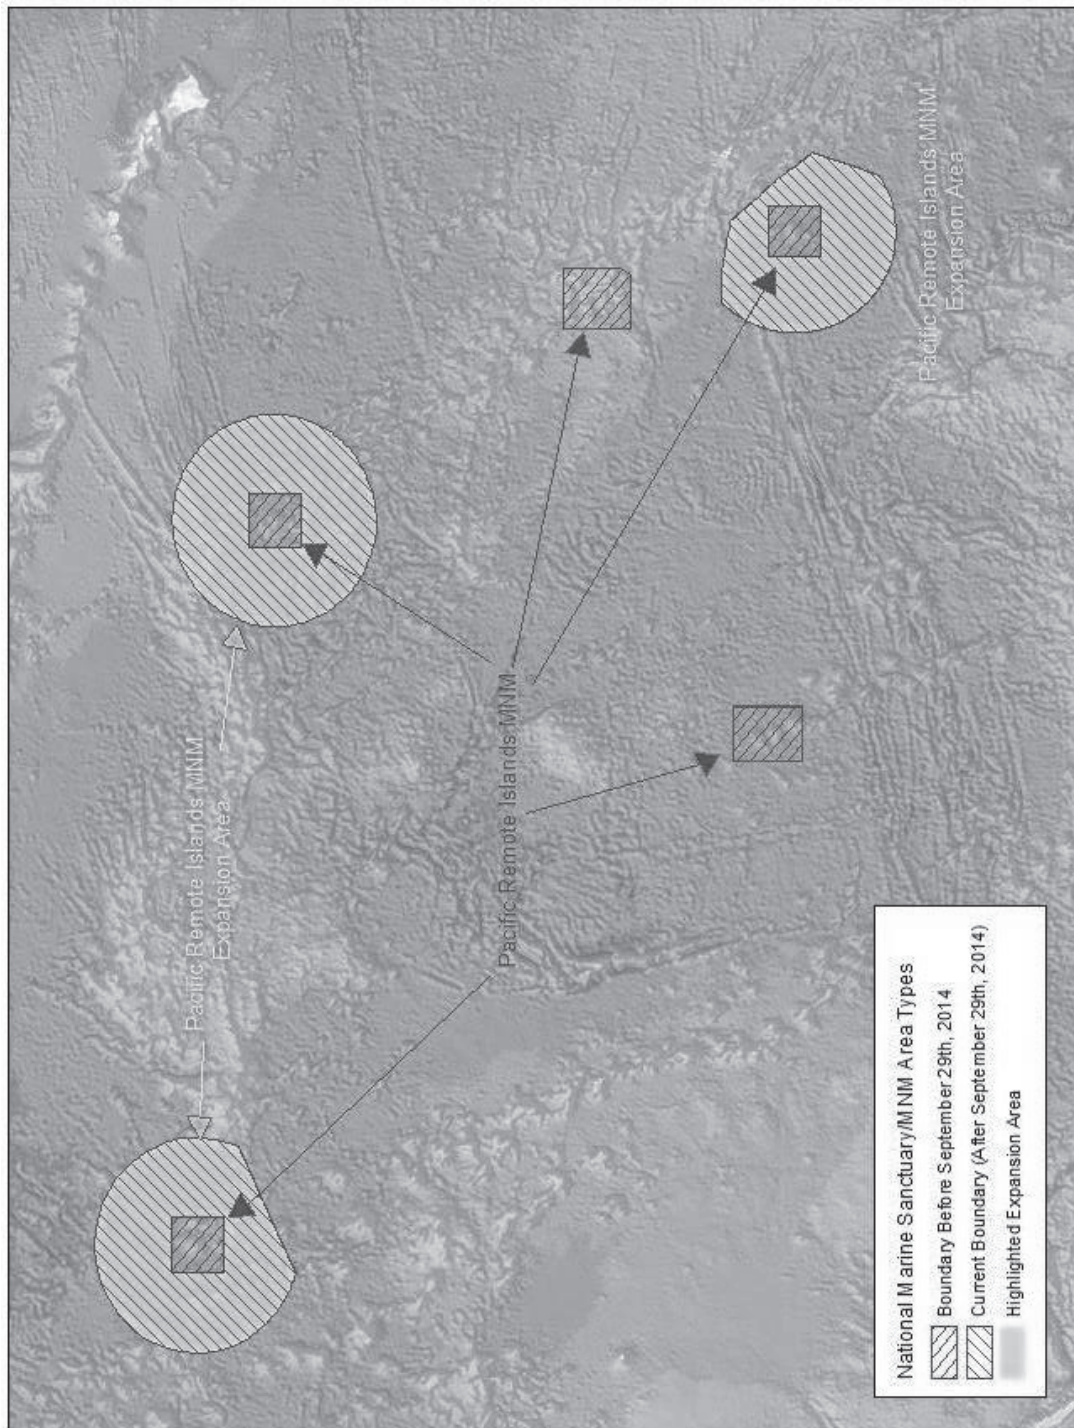 Pacific Remote Islands MNM
Expansion Area
Pacific Remote Islands MNM
Pacific Remote Islands MNM
Expansion Area
National Marine Sanctuary/MNM Area Types
Boundary Before September 29th, 2014
Current Boundary (After September 29th, 2014)
Highlighted Expansion Area